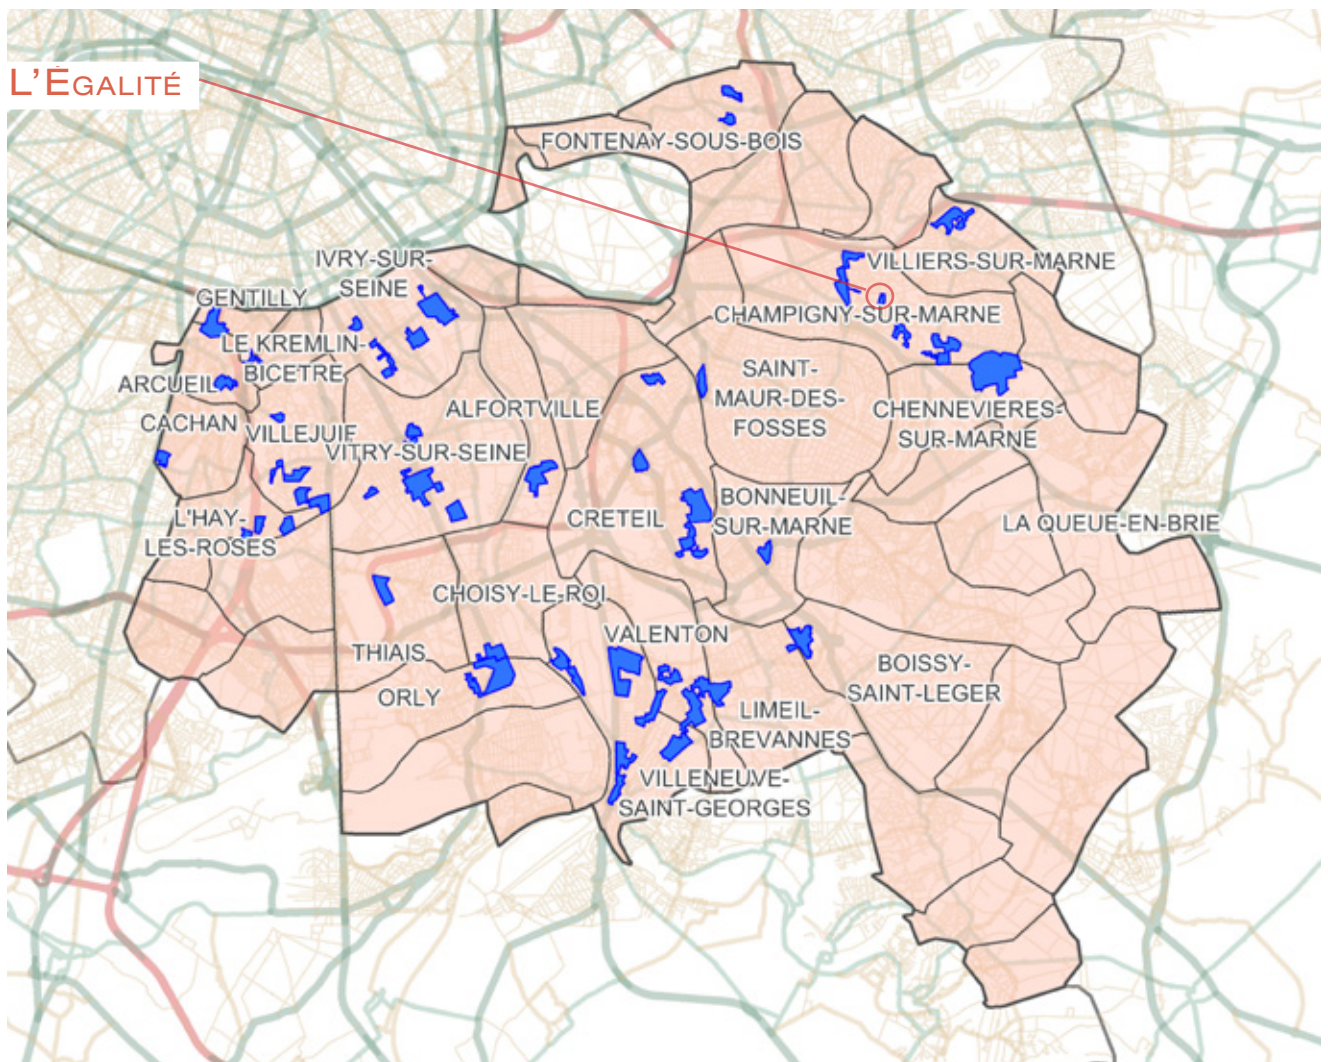 L'ÉGALITÉ
FONTENAY-SOUS-BOIS
IVRY-SUR-
SEINE
VILLIERS-SUR-MARNE
GENTILLY
CHAMPIGNY-SUR-MARNE
LE KREMLIN-
BICETRE
ARCUEIL
SAINT-
MAUR-DES-
FOSSES
CACHAN
VILLEJUIF
ALFORTVILLE
CHENNEVIERES-
SUR-MARNE
VITRY-SUR-SEINE
L'HAY-
LES-ROSES
CRETEIL
BONNEUIL-
SUR-MARNE
LA QUEUE-EN-BRIE
CHOISY-LE-ROI
THIAIS
VALENTON
ORLY
BOISSY-
SAINT-LEGER
LIMEIL-
BREVANNES
VILLENEUVE-
SAINT-GEORGES